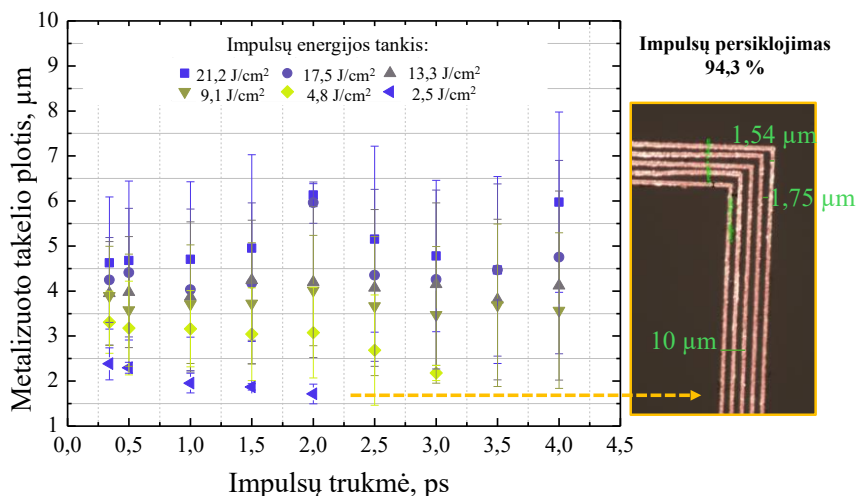 Impulsų energijos tankis:
21,2 J/cm² 17,5 J/cm² 13,3 J/cm²
9,1 J/cm² 4,8 J/cm² 2,5 J/cm²
Metalizuoto takelio plotis, µm
10
9
8
7
6
5
4
3
2
1
0,0 0,5 1,0 1,5 2,0 2,5 3,0 3,5 4,0 4,5
Impulsų trukmė, ps
Impulsų persiklojimas
94,3 %
1,54 µm
1,75 µm
10 µm